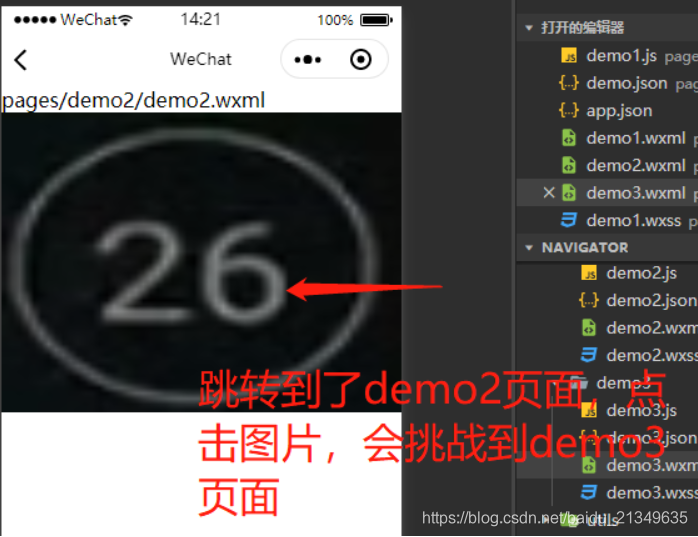 ●●●●● WeChat 14:21 100%
WeChat
pages/demo2/demo2.wxml
26
跳转到了demo2页面，点
击图片，会挑战到demo3
页面
打开的编辑器
demo1.js page
demo.json pag
app.json
demo1.wxml p
demo2.wxml p
demo3.wxml p
demo1.wxss p
NAVIGATOR
demo2.js
demo2.json
demo2.wxm
demo2.wxss
demp3
demo3.js
demo3.json
demo3.wxm
demo3.wxss
utils
https://blog.csdn.net/baidu_21349635